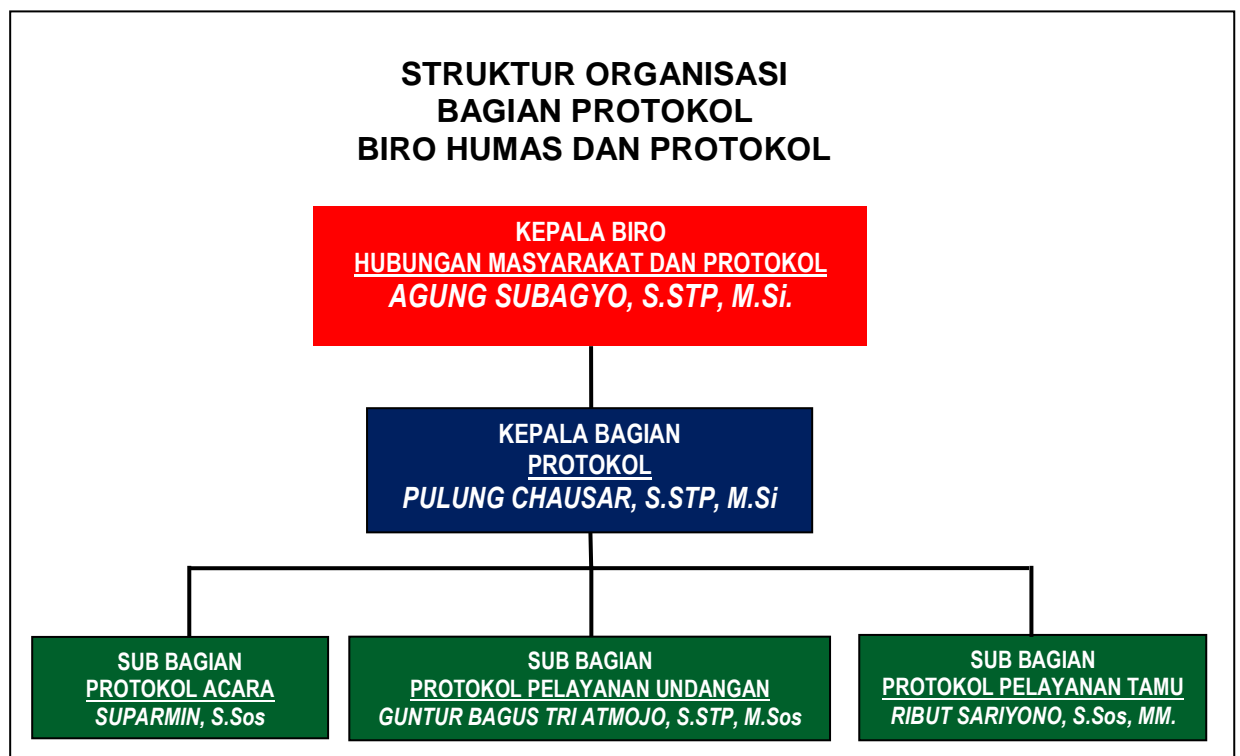 STRUKTUR ORGANISASI
BAGIAN PROTOKOL
BIRO HUMAS DAN PROTOKOL
KEPALA BIRO
HUBUNGAN MASYARAKAT DAN PROTOKOL
AGUNG SUBAGYO, S.STP, M.Si.
KEPALA BAGIAN
PROTOKOL
PULUNG CHAUSAR, S.STP, M.Si
SUB BAGIAN
PROTOKOL ACARA
SUPARMIN, S.Sos
SUB BAGIAN
PROTOKOL PELAYANAN UNDANGAN
GUNTUR BAGUS TRI ATMOJO, S.STP, M.Sos
SUB BAGIAN
PROTOKOL PELAYANAN TAMU
RIBUT SARIYONO, S.Sos, MM.